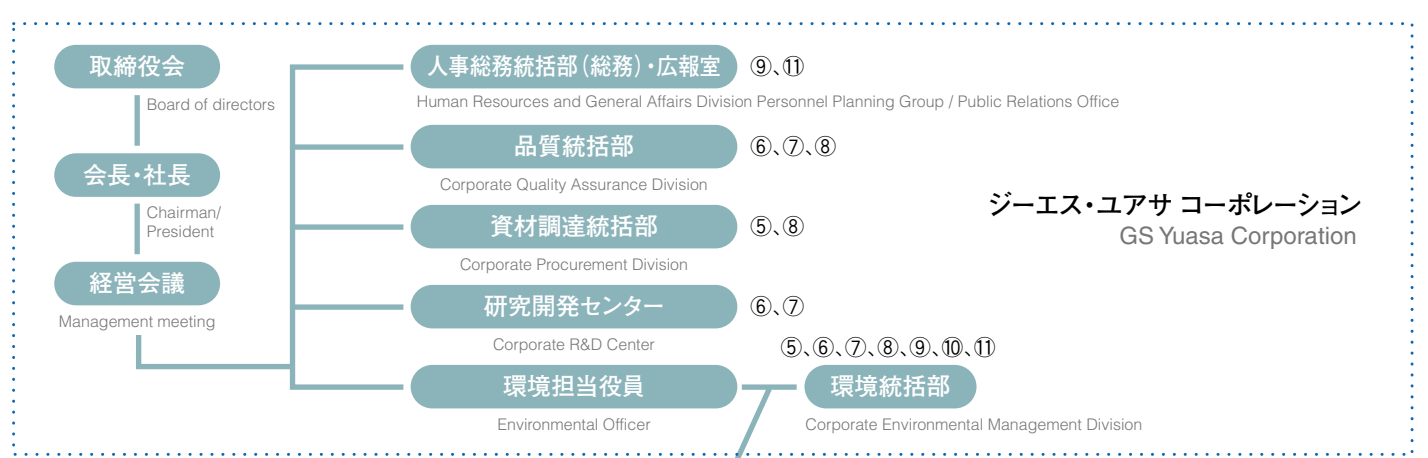 取締役会
Board of directors
会長・社長
Chairman/
President
経営会議
Management meeting
人事総務統括部（総務）・広報室
⑨、⑪
Human Resources and General Affairs Division Personnel Planning Group / Public Relations Office
品質統括部
⑥、⑦、⑧
Corporate Quality Assurance Division
資材調達統括部
⑤、⑧
Corporate Procurement Division
研究開発センター
⑥、⑦
Corporate R&D Center
環境担当役員
Environmental Officer
⑤、⑥、⑦、⑧、⑨、⑩、⑪
環境統括部
Corporate Environmental Management Division
ジーエス・ユアサ コーポレーション
GS Yuasa Corporation